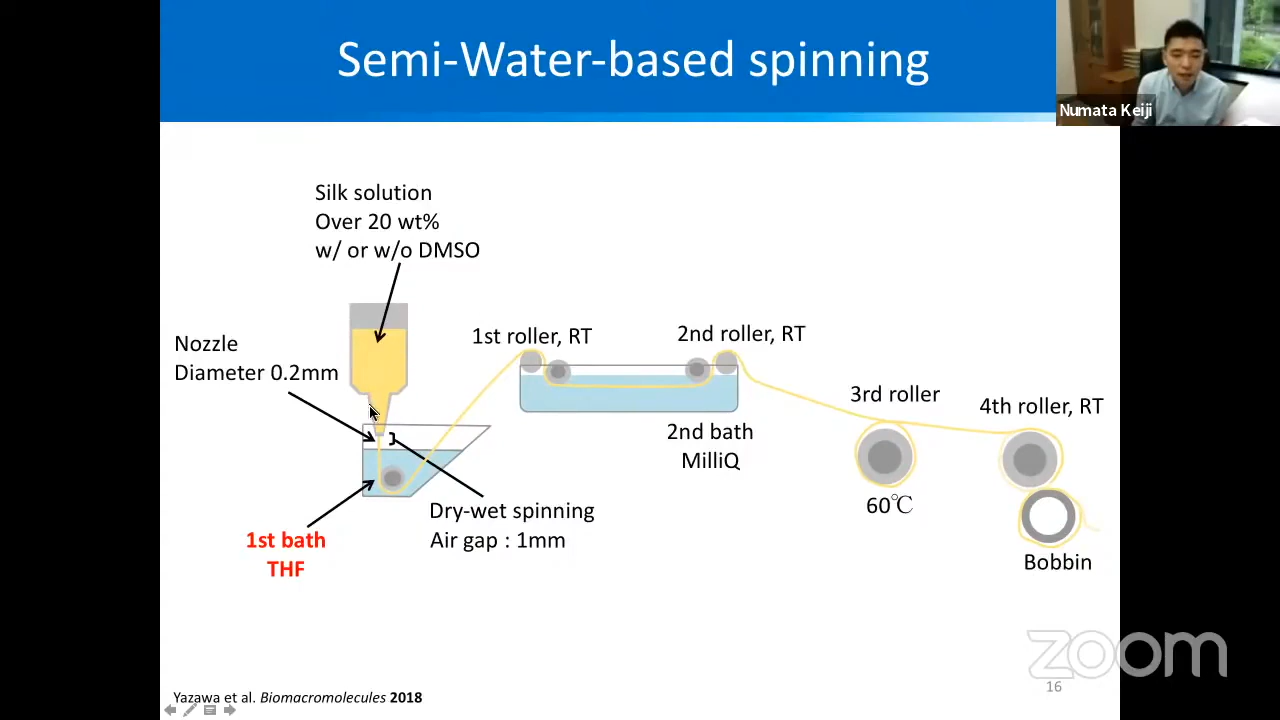 Semi-Water-based spinning
Numata Keiji
Silk solution
Over 20 wt%
w/ or w/o DMSO
Nozzle
Diameter 0.2mm
1st roller, RT
2nd roller, RT
3rd roller
4th roller, RT
2nd bath
MilliQ
60℃
Dry-wet spinning
Air gap : 1mm
1st bath
THF
Bobbin
zoom
16
Yazawa et al. Biomacromolecules 2018